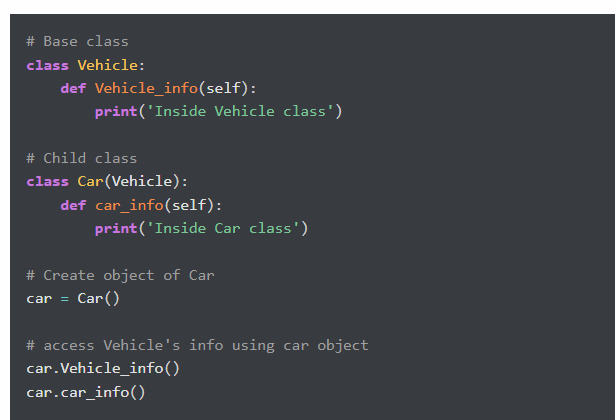 # Base class
class Vehicle:
    def Vehicle_info(self):
        print('Inside Vehicle class')

# Child class
class Car(Vehicle):
    def car_info(self):
        print('Inside Car class')

# Create object of Car
car = Car()

# access Vehicle's info using car object
car.Vehicle_info()
car.car_info()